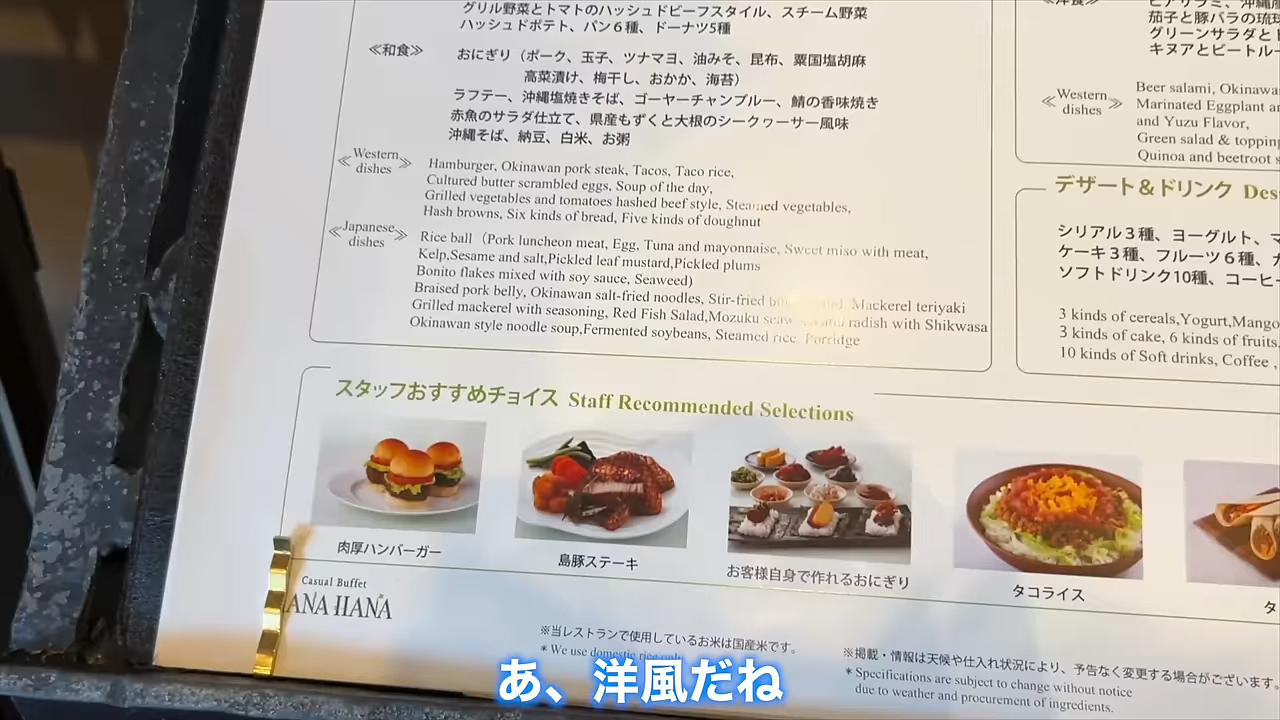 グリル野菜とトマトのハッシュドビーフスタイル、スチーム野菜
ハッシュドポテト、パン6種、ドーナツ5種
≪和食≫
おにぎり（ポーク、玉子、ツナマヨ、油みそ、昆布、粟国塩胡麻
高菜漬け、梅干し、おかか、海苔）
ラフテー、沖縄塩焼きそば、ゴーヤーチャンプルー、鯖の香味焼き
赤魚のサラダ仕立て、県産もずくと大根のシークヮーサー風味
沖縄そば、納豆、白米、お粥
≪Western dishes≫
Hamburger, Okinawan pork steak, Tacos, Taco rice,
Cultured butter scrambled eggs, Soup of the day,
Grilled vegetables and tomatoes hashed beef style, Steamed vegetables,
Hash browns, Six kinds of bread, Five kinds of doughnut
≪Japanese dishes≫
Rice ball（Pork luncheon meat, Egg, Tuna and mayonnaise, Sweet miso with meat,
Kelp,Sesame and salt,Pickled leaf mustard,Pickled plums
Bonito flakes mixed with soy sauce, Seaweed)
Braised pork belly, Okinawan salt-fried noodles, Stir-fried Mackerel teriyaki
Grilled mackerel with seasoning, Red Fish Salad,Mozuku and radish with Shikwasa
Okinawan style noodle soup,Fermented soybeans, Steamed rice, Porridge
茄子と豚バラの琉
グリーンサラダと
キヌアとビートル
≪Western dishes≫
Beer salami, Okinawa
Marinated Eggplant
and Yuzu Flavor,
Green salad & topping
Quinoa and beetroot
デザート＆ドリンク Des
シリアル3種、ヨーグルト、
ケーキ3種、フルーツ6種、
ソフトドリンク10種、コーヒ
3 kinds of cereals,Yogurt,Mango
3 kinds of cake, 6 kinds of fruits,
10 kinds of Soft drinks, Coffee ,
スタッフおすすめチョイス Staff Recommended Selections
肉厚ハンバーガー
島豚ステーキ
お客様自身で作れるおにぎり
タコライス
タ
Casual Buffet
ANA HANA
※当レストランで使用しているお米は国産米です。
* We use domestic rice only
※掲載・情報は天候や仕入れ状況により、予告なく変更する場合がございます。
* Specifications are subject to change without notice
due to weather and procurement of ingredients.
あ、洋風だね